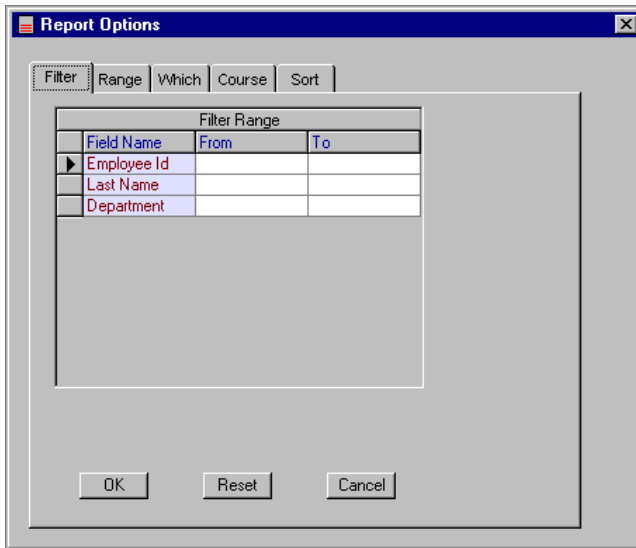 Report Options
Filter Range Which Course Sort
Filter Range
Field Name From To
Employee Id
Last Name
Department
OK Reset Cancel